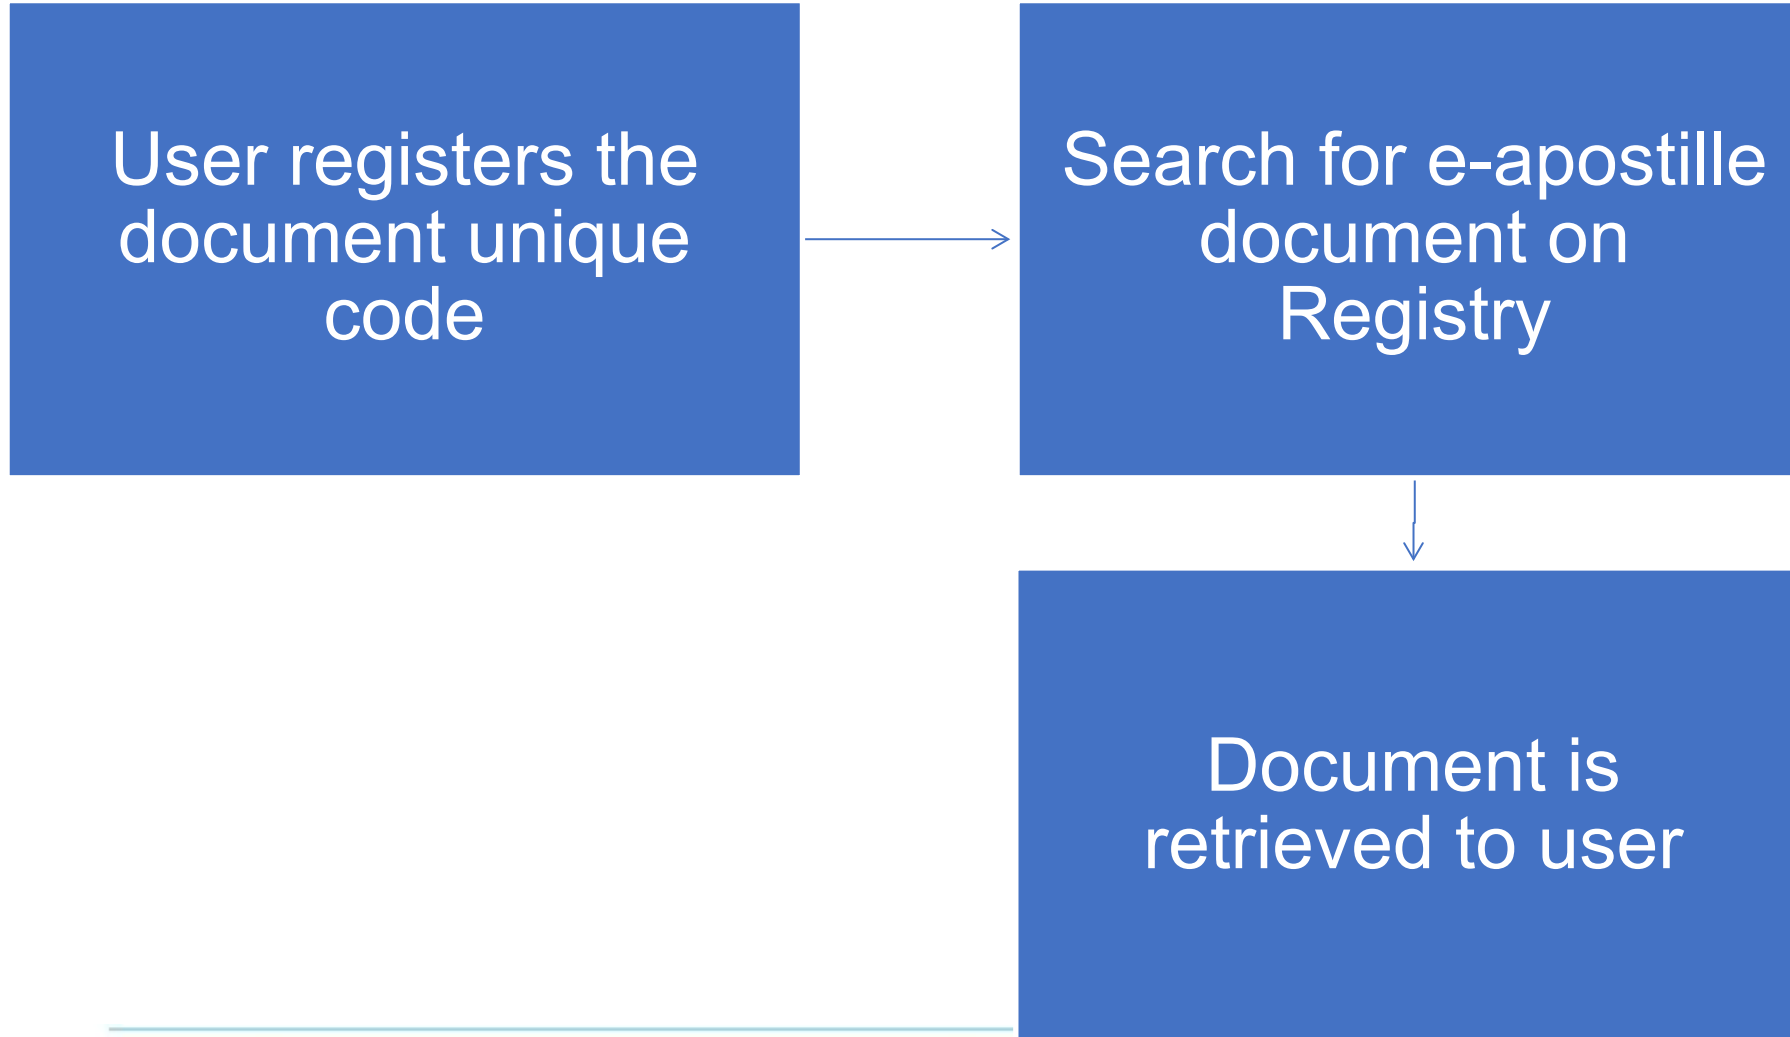 User registers the
document unique
code
Search for e-apostille
document on
Registry
Document is
retrieved to user